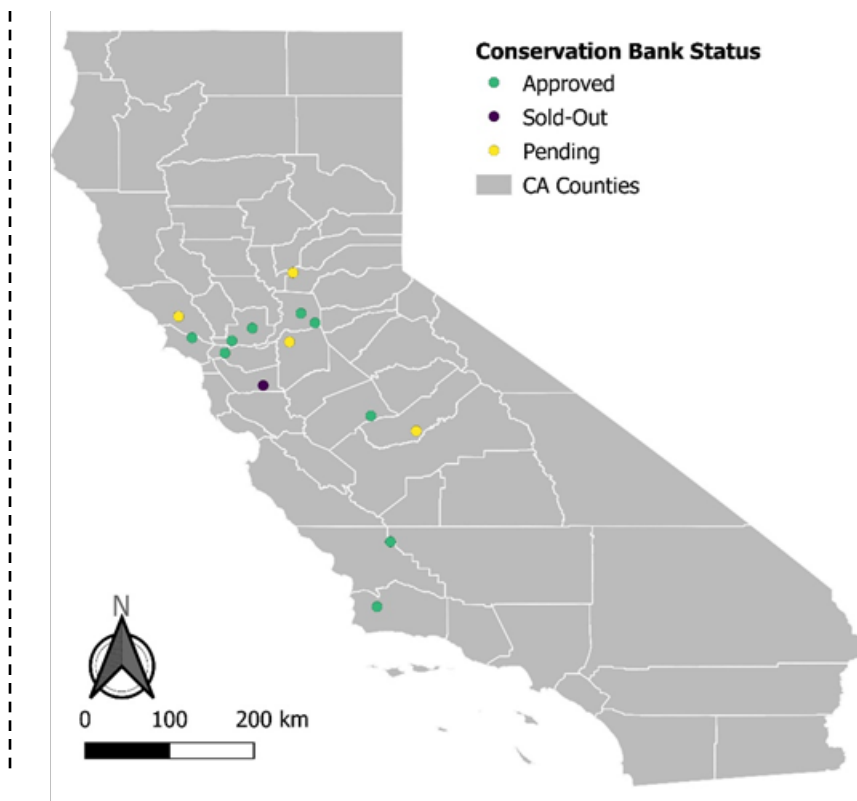 Conservation Bank Status
Approved
Sold-Out
Pending
CA Counties
N
0 100 200 km